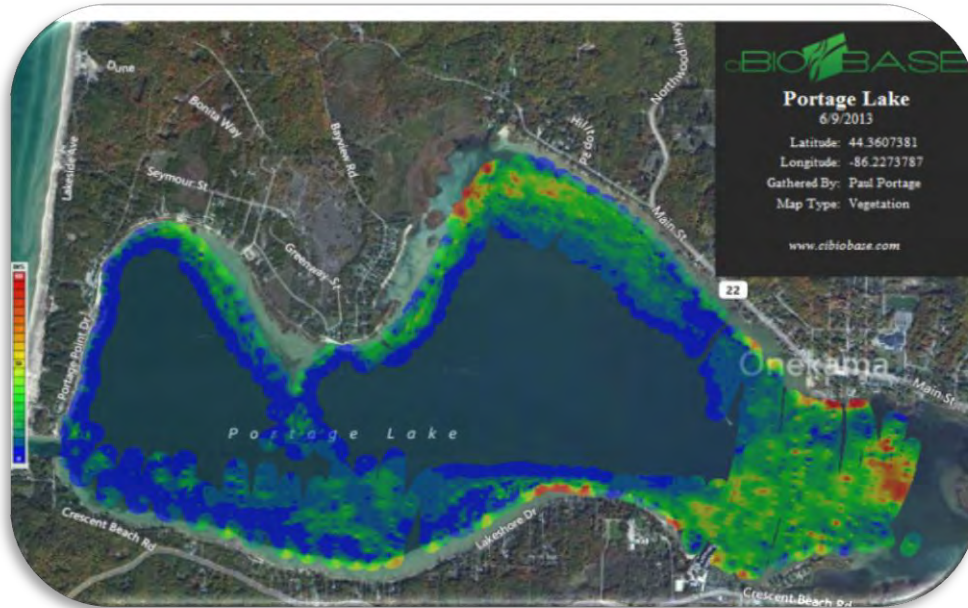 cBIOBASE
Portage Lake
6/9/2013
Latitude: 44.3607381
Longitude: -86.2273787
Gathered By: Paul Portage
Map Type: Vegetation
www.cibiobase.com
Dune
Lakeside Ave
Bonita Way
Bayview Rd
Seymour St
Greenway St
Hilltop Rd
Northwood Hwy
Main St
22
Onekama
Main St
Portage Point Dr
Portage Lake
Crescent Beach Rd
Lakeshore Dr
Crescent Beach Rd